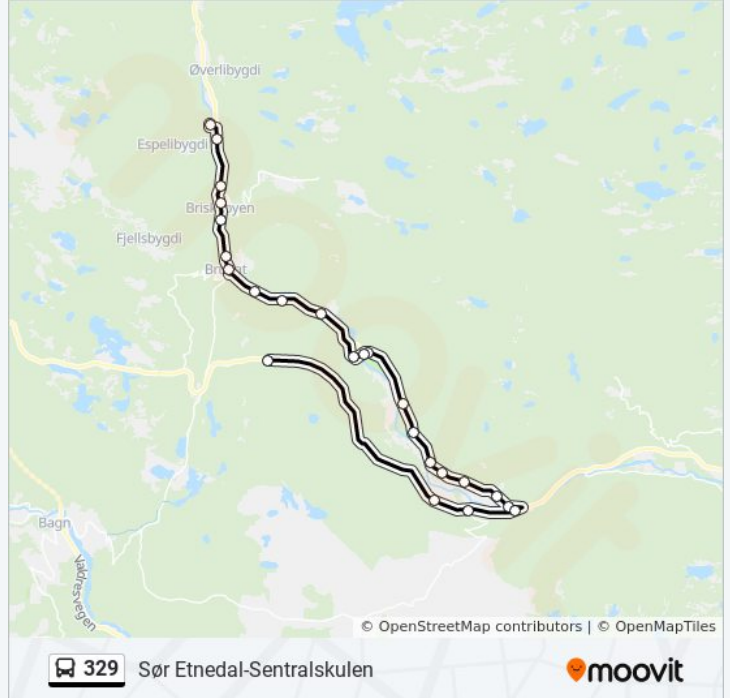 Øverlibygdi
Espelibygdi
Fjellsbygdi
Bagn
Valdresvegen
© OpenStreetMap contributors | © OpenMapTiles
329 Sør Etnedal-Sentralskulen moovit